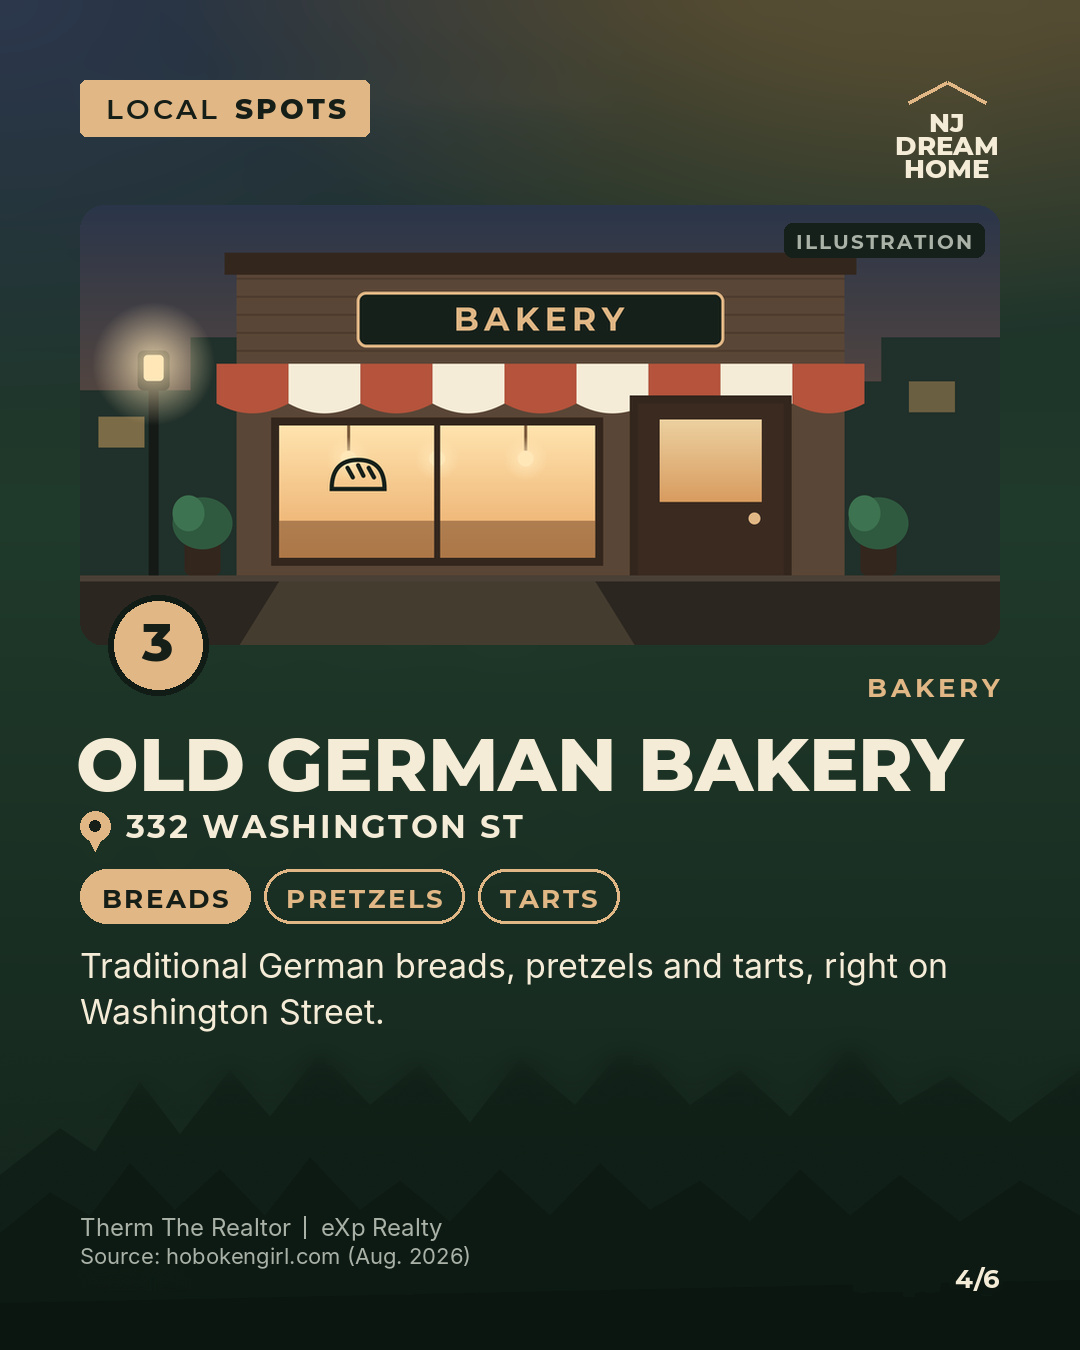 LOCAL SPOTS
NJ
DREAM
HOME
ILLUSTRATION
BAKERY
3
BAKERY
OLD GERMAN BAKERY
332 WASHINGTON ST
BREADS PRETZELS TARTS
Traditional German breads, pretzels and tarts, right on
Washington Street.
Therm The Realtor | eXp Realty
Source: hobokengirl.com (Aug. 2026)
4/6